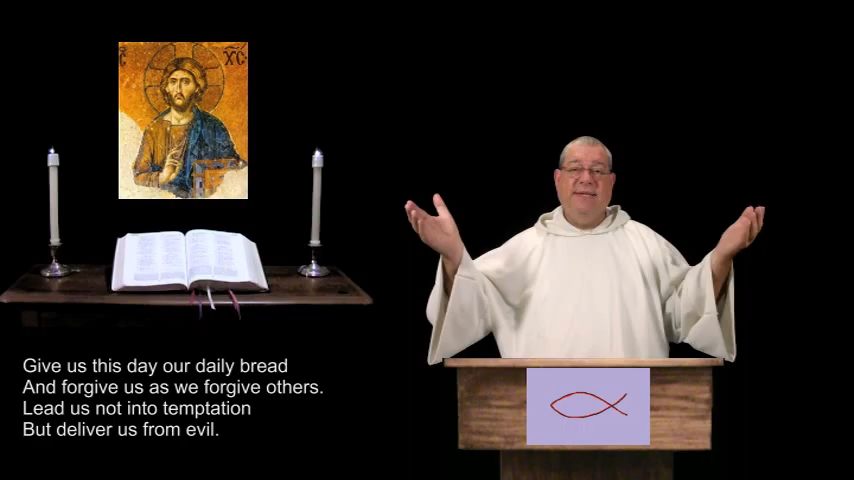 XC
Give us this day our daily bread
And forgive us as we forgive others.
Lead us not into temptation
But deliver us from evil.